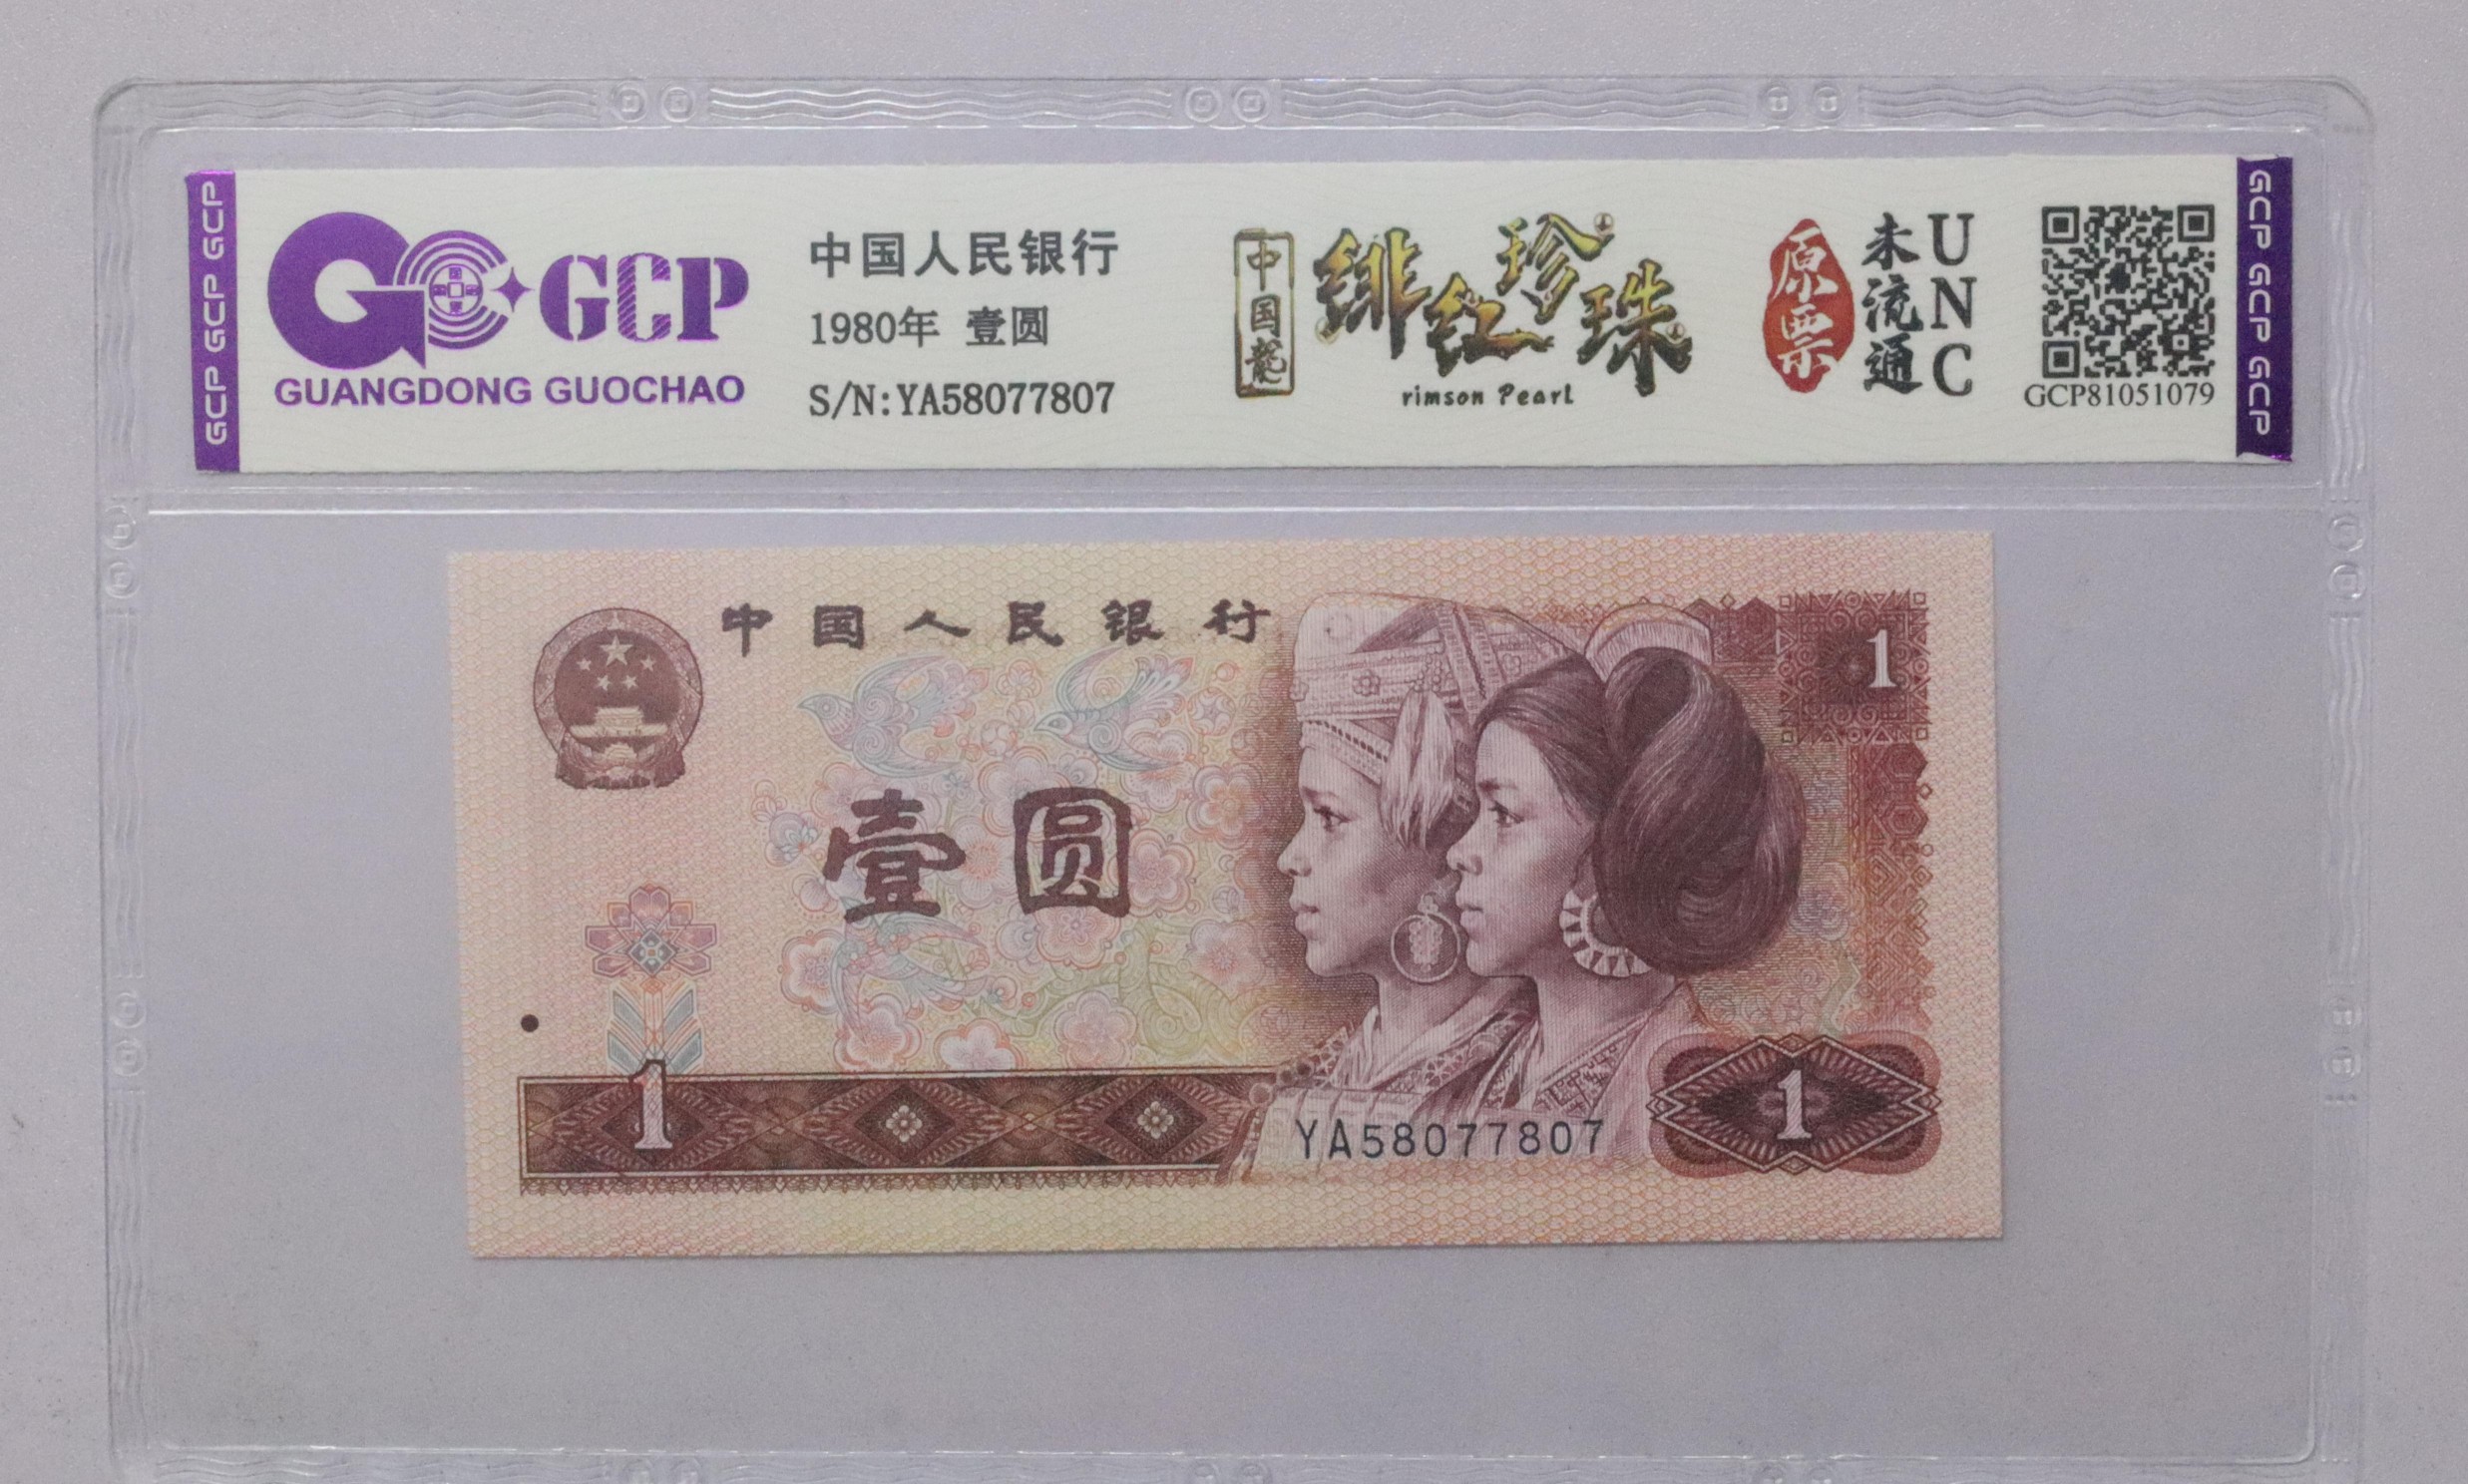 GCP GCP GCP
GCP
GUANGDONG GUOCHAO
中国人民银行
1980年 壹圆
S/N:YA58077807
中国龙
绯红珍珠
rimson Pearl
原票
未流通
UNC
GCP81051079
GCP GCP GCP
中国人民银行
1
壹圆
1
YA58077807
1